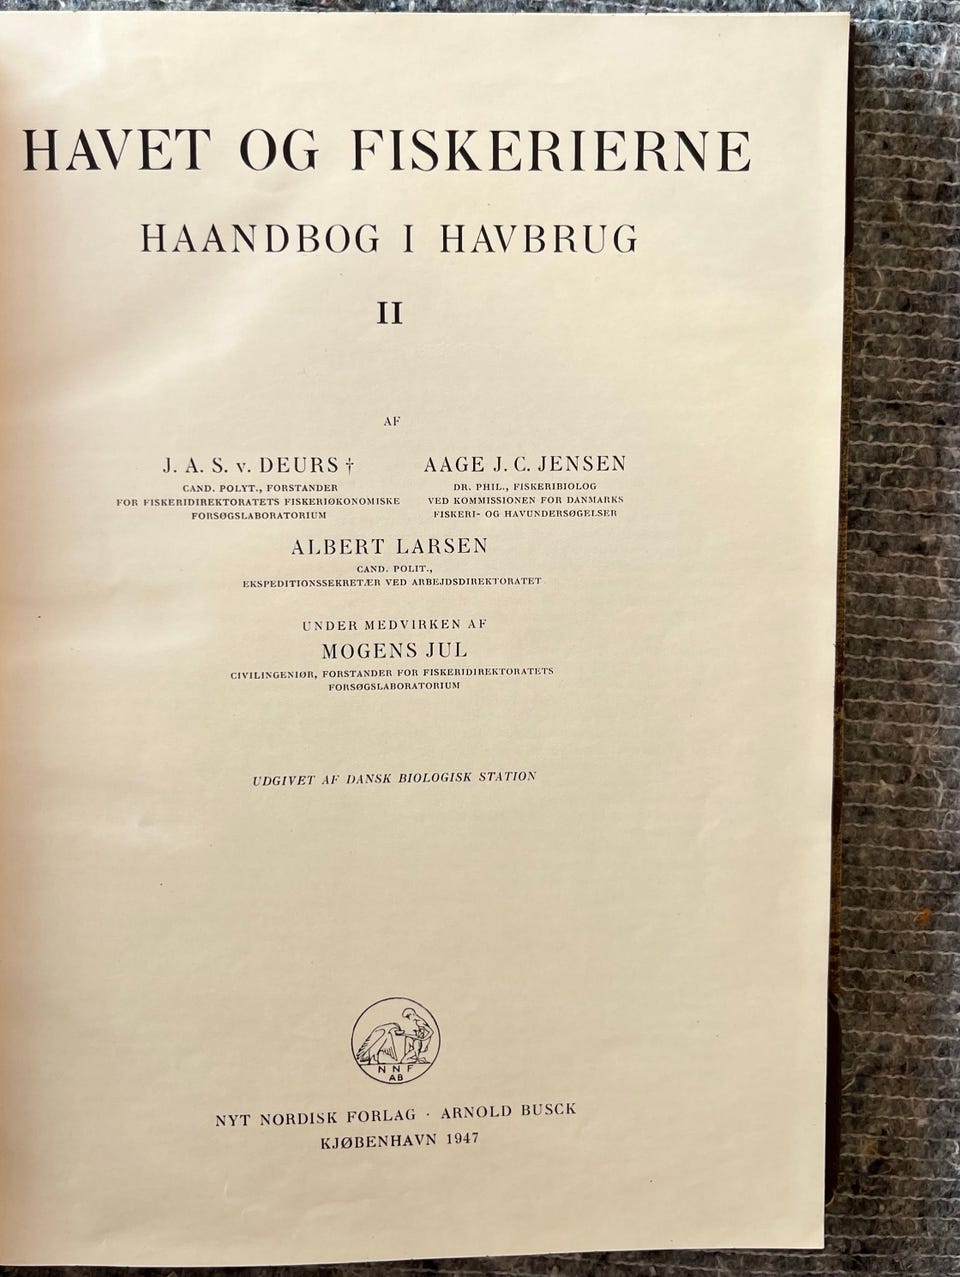 HAVET OG FISKERIERNE
HAANDBOG I HAVBRUG
II
AF
J. A. S. v. DEURS †
CAND. POLYT., FORSTANDER
FOR FISKERIDIREKTORATETS FISKERIØKONOMISKE
FORSØGSLABORATORIUM
AAGE J. C. JENSEN
DR. PHIL., FISKERIBIOLOG
VED KOMMISSIONEN FOR DANMARKS
FISKERI- OG HAVUNDERSØGELSER
ALBERT LARSEN
CAND. POLIT.,
EKSPEDITIONSSEKRETÆR VED ARBEJDSDIREKTORATET
UNDER MEDVIRKEN AF
MOGENS JUL
CIVILINGENIØR, FORSTANDER FOR FISKERIDIREKTORATETS
FORSØGSLABORATORIUM
UDGIVET AF DANSK BIOLOGISK STATION
N N F
AB
NYT NORDISK FORLAG · ARNOLD BUSCK
KJØBENHAVN 1947